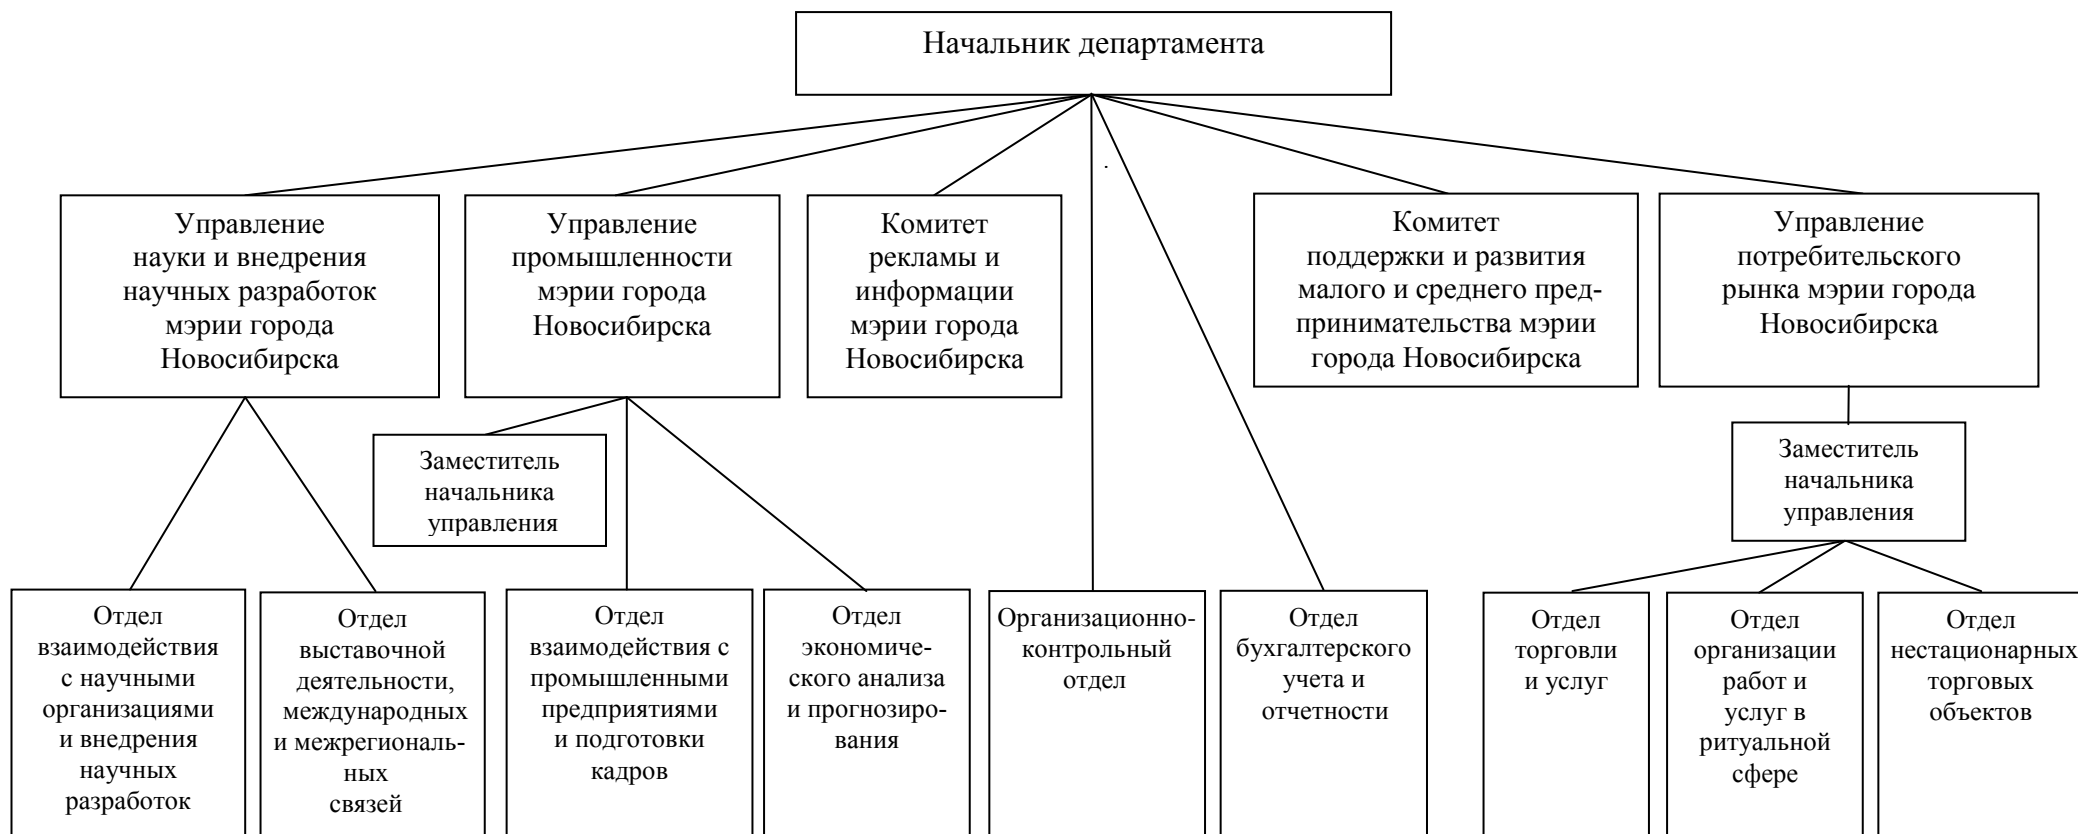 Начальник департамента
Управление
науки и внедрения
научных разработок
мэрии города
Новосибирска
Управление
промышленности
мэрии города
Новосибирска
Комитет
рекламы и
информации
мэрии города
Новосибирска
Комитет
поддержки и развития
малого и среднего пред-
принимательства мэрии
города Новосибирска
Управление
потребительского
рынка мэрии города
Новосибирска
Заместитель
начальника
управления
Заместитель
начальника
управления
Отдел
взаимодействия
с научными
организациями
и внедрения
научных
разработок
Отдел
выставочной
деятельности,
международных
и межрегиональ-
ных
связей
Отдел
взаимодействия с
промышленными
предприятиями
и подготовки
кадров
Отдел
экономиче-
ского анализа
и прогнозиро-
вания
Организационно-
контрольный
отдел
Отдел
бухгалтерского
учета и
отчетности
Отдел
торговли
и услуг
Отдел
организации
работ и
услуг в
ритуальной
сфере
Отдел
нестационарных
торговых
объектов